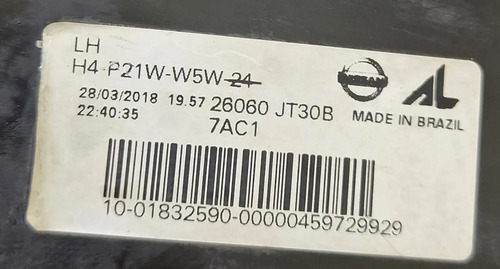 LH
H4-P21W-W5W-24
NISSAN
AL
28/03/2018 19.57 26060 JT30B
MADE IN BRAZIL
22:40:35
7AC1
10-01832590-00000459729929